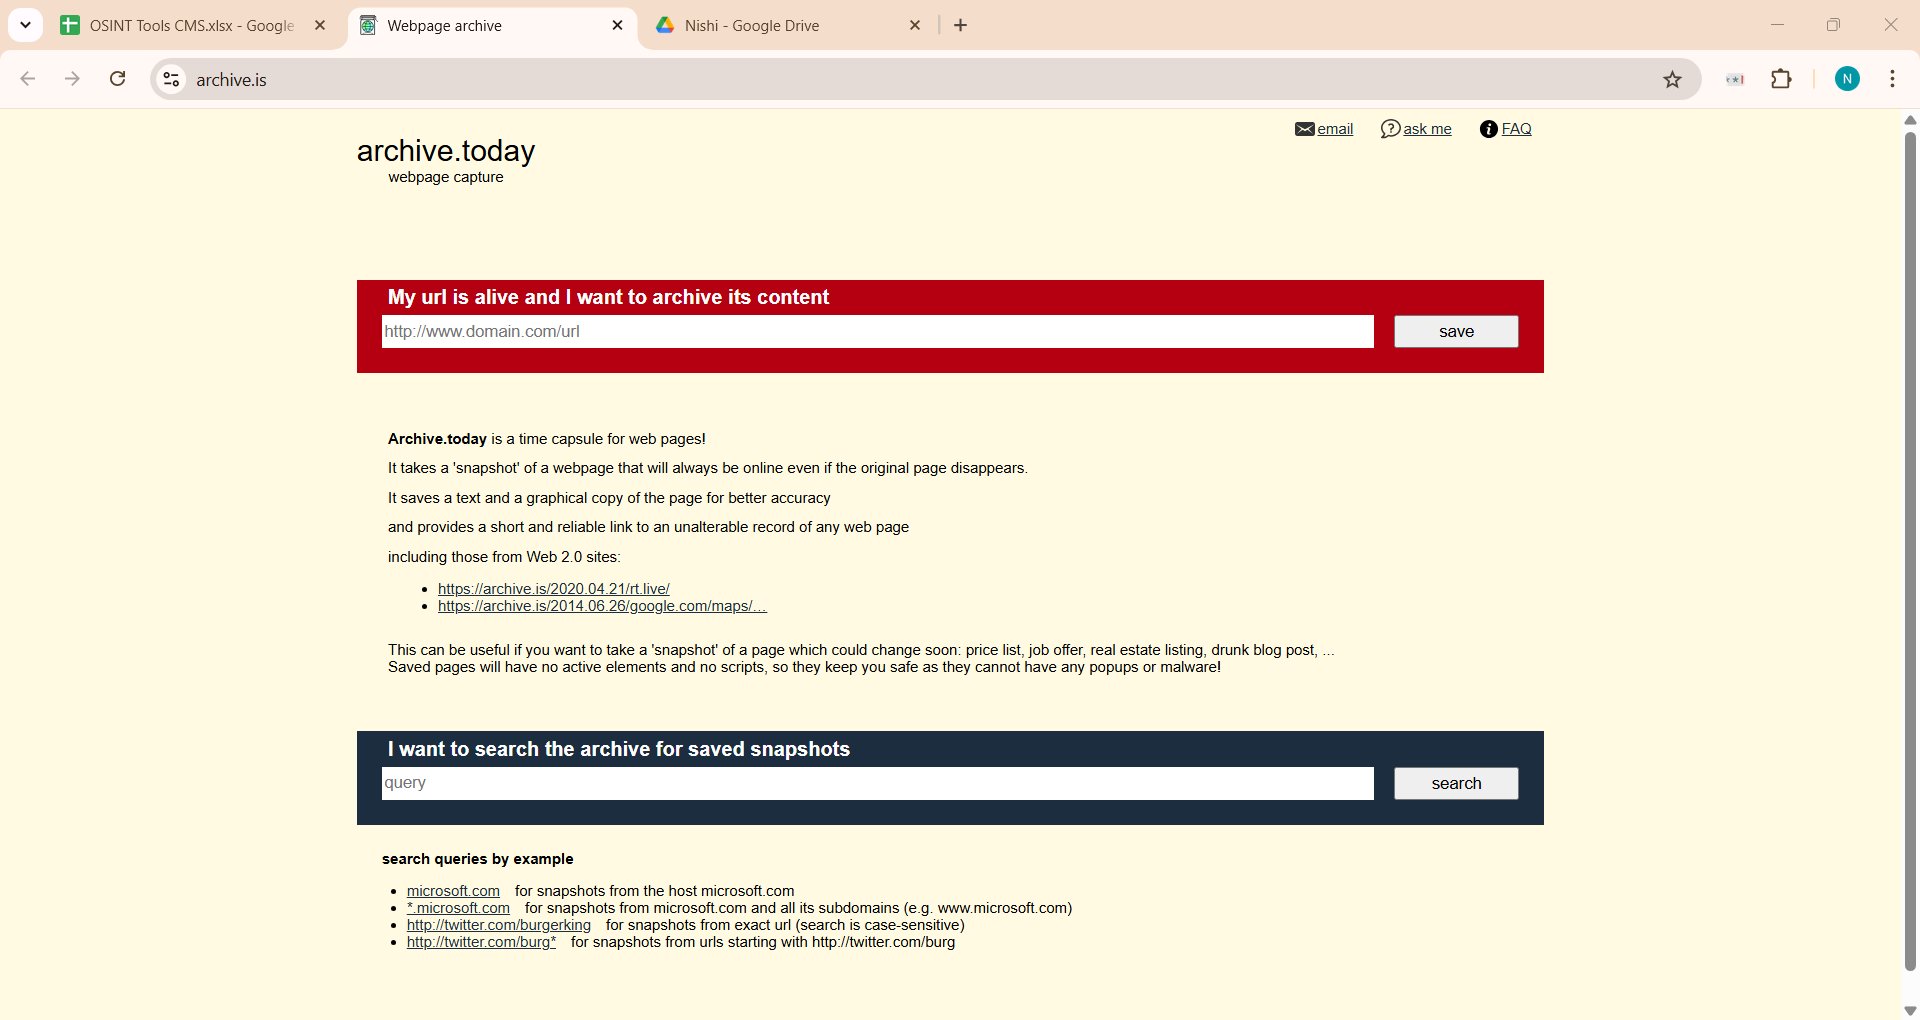 OSINT Tools CMS.xlsx - Google
Webpage archive
Nishi - Google Drive
archive.is
N
email
ask me
FAQ
archive.today
webpage capture
My url is alive and I want to archive its content
http://www.domain.com/url
save
Archive.today is a time capsule for web pages!
It takes a 'snapshot' of a webpage that will always be online even if the original page disappears.
It saves a text and a graphical copy of the page for better accuracy
and provides a short and reliable link to an unalterable record of any web page
including those from Web 2.0 sites:
https://archive.is/2020.04.21/rt.live/
https://archive.is/2014.06.26/google.com/maps/…
This can be useful if you want to take a 'snapshot' of a page which could change soon: price list, job offer, real estate listing, drunk blog post, …
Saved pages will have no active elements and no scripts, so they keep you safe as they cannot have any popups or malware!
I want to search the archive for saved snapshots
query
search
search queries by example
microsoft.com for snapshots from the host microsoft.com
*.microsoft.com for snapshots from microsoft.com and all its subdomains (e.g. www.microsoft.com)
http://twitter.com/burgerking for snapshots from exact url (search is case-sensitive)
http://twitter.com/burg* for snapshots from urls starting with http://twitter.com/burg